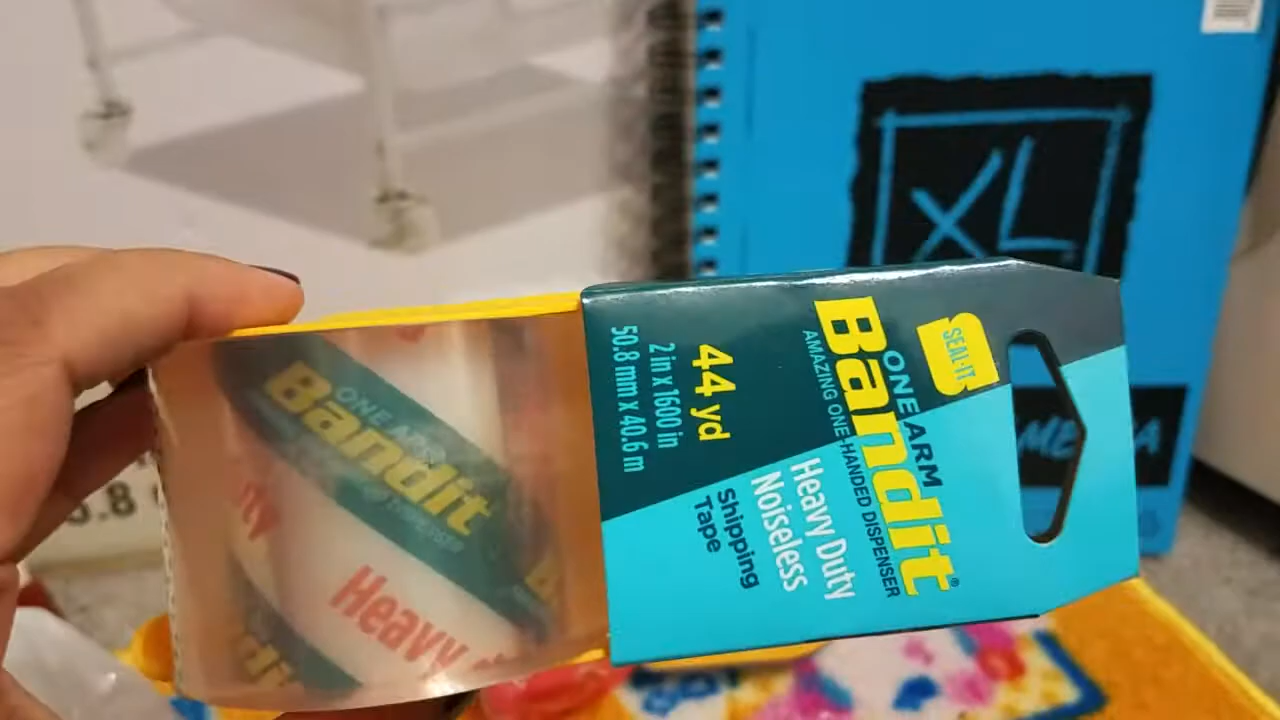 SEAL-IT
ONE ARM
Bandit®
AMAZING ONE-HANDED DISPENSER
Heavy Duty
Noiseless
Shipping
Tape
44 yd
2 in x 1600 in
50.8 mm x 40.6 m
ONE ARM
Bandit
Heavy
XL